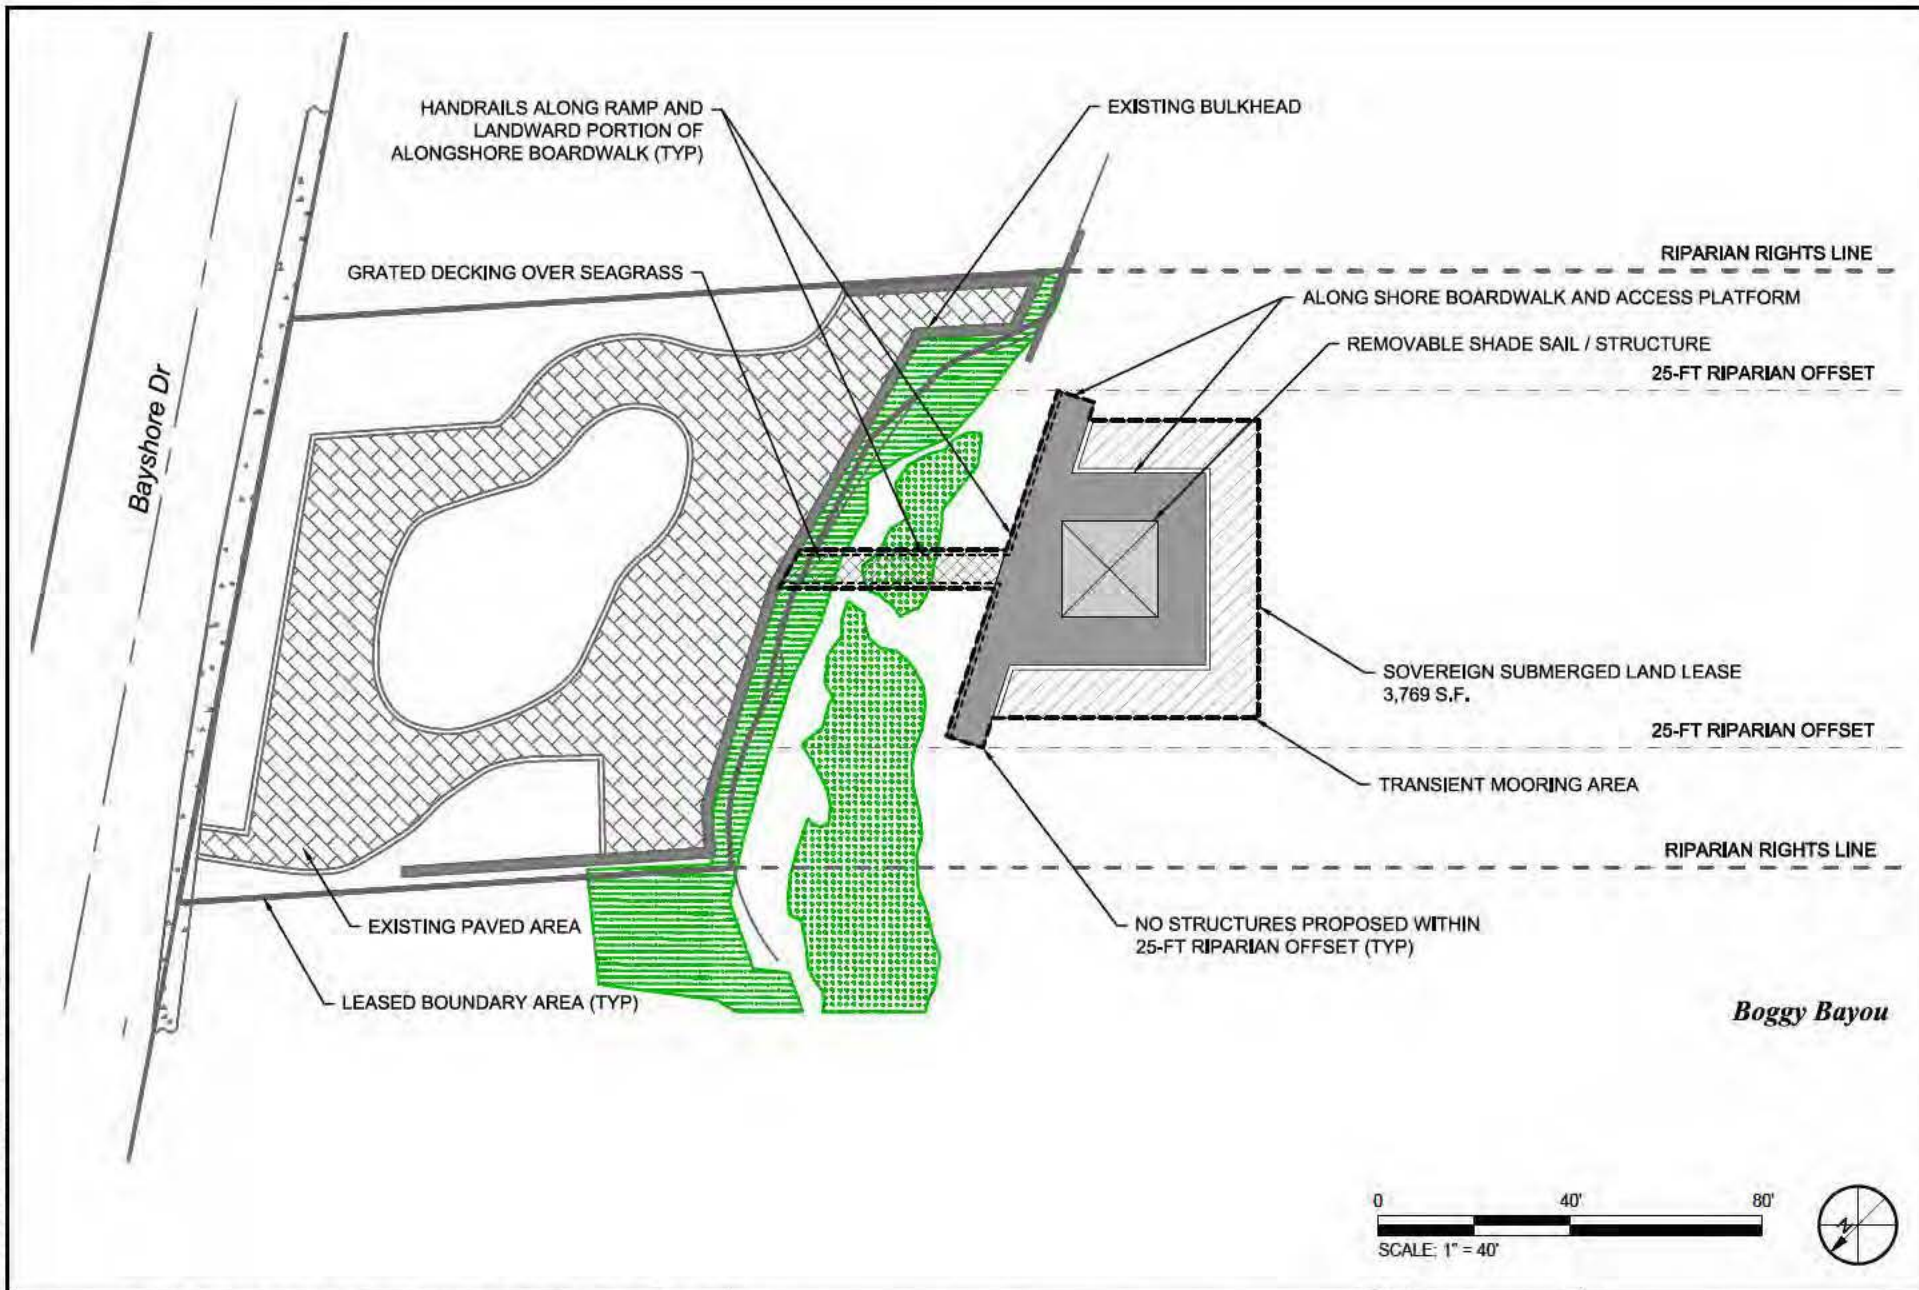 HANDRAILS ALONG RAMP AND
LANDWARD PORTION OF
ALONGSHORE BOARDWALK (TYP)
EXISTING BULKHEAD
GRATED DECKING OVER SEAGRASS
RIPARIAN RIGHTS LINE
ALONG SHORE BOARDWALK AND ACCESS PLATFORM
REMOVABLE SHADE SAIL / STRUCTURE
25-FT RIPARIAN OFFSET
Bayshore Dr
SOVEREIGN SUBMERGED LAND LEASE
3,769 S.F.
25-FT RIPARIAN OFFSET
TRANSIENT MOORING AREA
RIPARIAN RIGHTS LINE
EXISTING PAVED AREA
NO STRUCTURES PROPOSED WITHIN
25-FT RIPARIAN OFFSET (TYP)
LEASED BOUNDARY AREA (TYP)
Boggy Bayou
0 40' 80'
SCALE: 1" = 40'
N